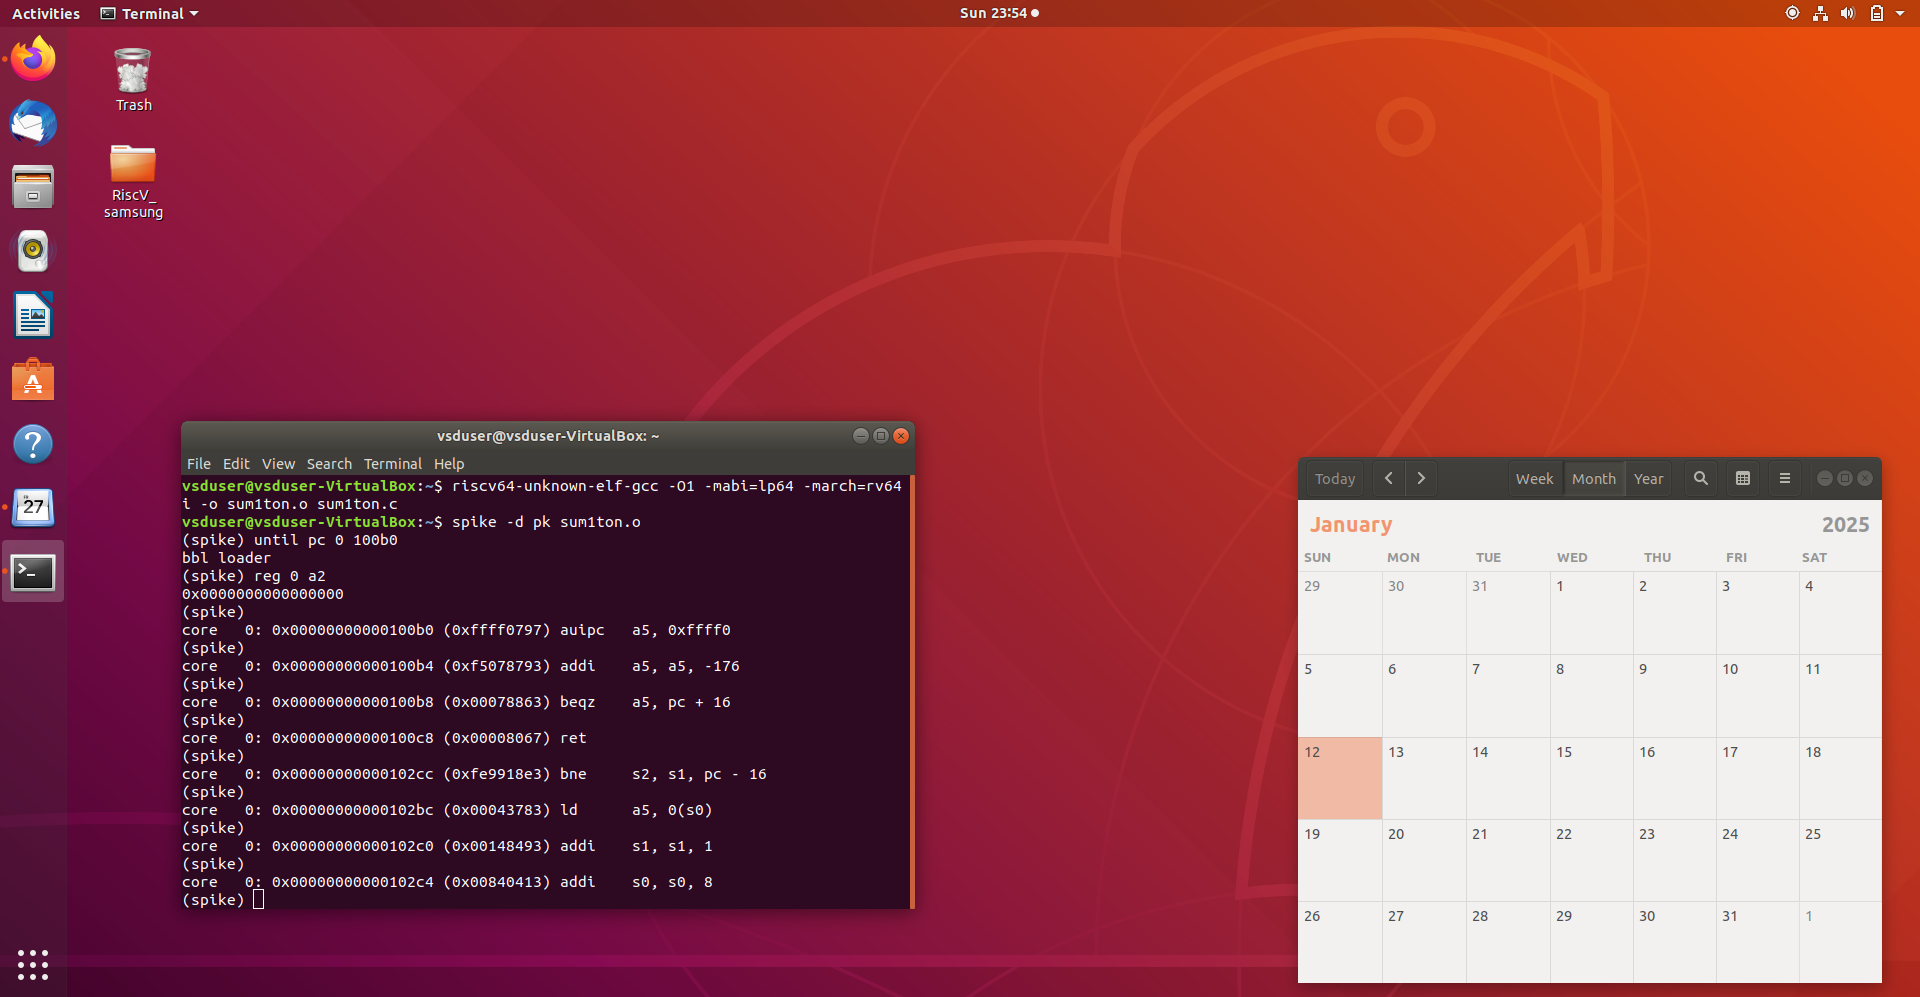 Activities Terminal Sun 23:54
Trash
RiscV_
samsung
27
vsduser@vsduser-VirtualBox: ~
File Edit View Search Terminal Help
vsduser@vsduser-VirtualBox:~$ riscv64-unknown-elf-gcc -O1 -mabi=lp64 -march=rv64
i -o sum1ton.o sum1ton.c
vsduser@vsduser-VirtualBox:~$ spike -d pk sum1ton.o
(spike) until pc 0 100b0
bbl loader
(spike) reg 0 a2
0x0000000000000000
(spike)
core   0: 0x00000000000100b0 (0xffff0797) auipc   a5, 0xffff0
(spike)
core   0: 0x00000000000100b4 (0xf5078793) addi    a5, a5, -176
(spike)
core   0: 0x00000000000100b8 (0x00078863) beqz    a5, pc + 16
(spike)
core   0: 0x00000000000100c8 (0x00008067) ret
(spike)
core   0: 0x00000000000102cc (0xfe9918e3) bne     s2, s1, pc - 16
(spike)
core   0: 0x00000000000102bc (0x00043783) ld      a5, 0(s0)
(spike)
core   0: 0x00000000000102c0 (0x00148493) addi    s1, s1, 1
(spike)
core   0: 0x00000000000102c4 (0x00840413) addi    s0, s0, 8
(spike)
Today Week Month Year
January 2025
SUN MON TUE WED THU FRI SAT
29 30 31 1 2 3 4
5 6 7 8 9 10 11
12 13 14 15 16 17 18
19 20 21 22 23 24 25
26 27 28 29 30 31 1